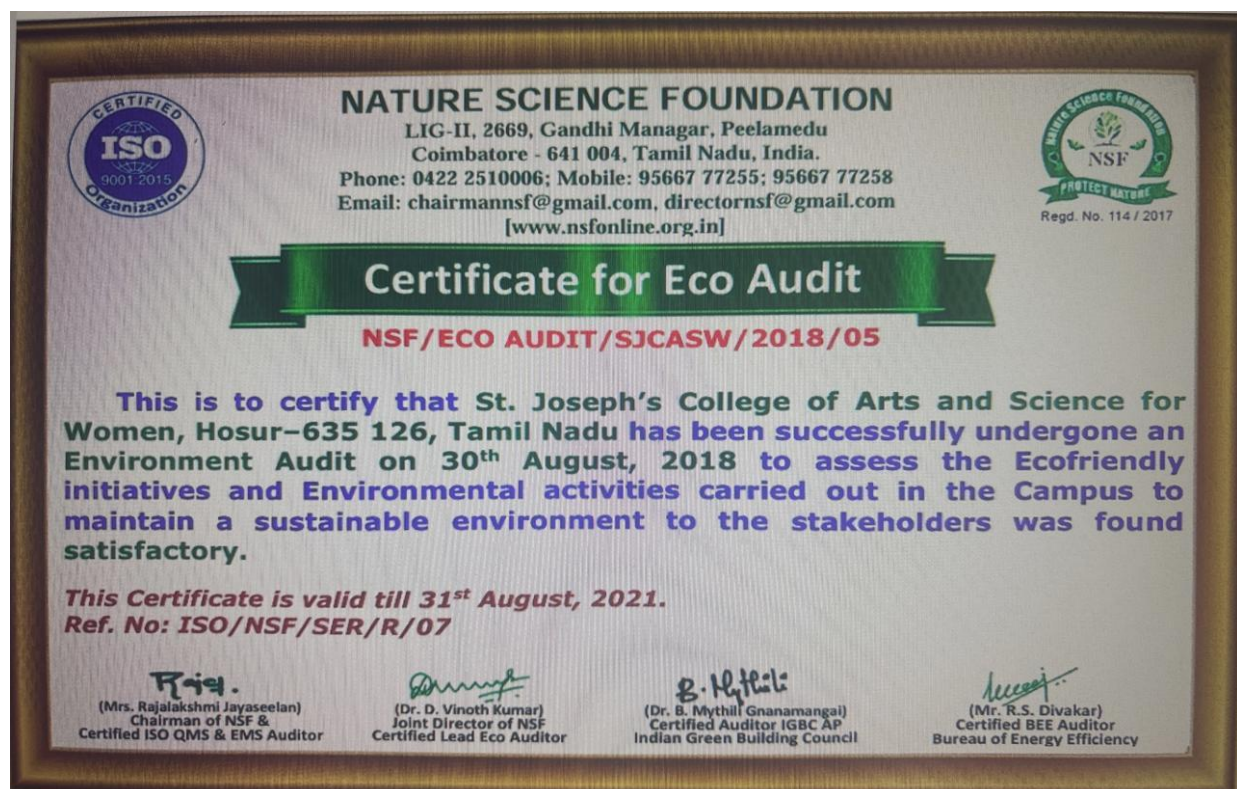 CERTIFIED
ISO
9001:2015
Organization
NATURE SCIENCE FOUNDATION
LIG-II, 2669, Gandhi Managar, Peelamedu
Coimbatore - 641 004, Tamil Nadu, India.
Phone: 0422 2510006; Mobile: 95667 77255; 95667 77258
Email: chairmannsf@gmail.com, directornsf@gmail.com
[www.nsfonline.org.in]
Nature Science Foundation
NSF
PROTECT NATURE
Regd. No. 114 / 2017
Certificate for Eco Audit
NSF/ECO AUDIT/SJCASW/2018/05
This is to certify that St. Joseph's College of Arts and Science for
Women, Hosur–635 126, Tamil Nadu has been successfully undergone an
Environment Audit on 30th August, 2018 to assess the Ecofriendly
initiatives and Environmental activities carried out in the Campus to
maintain a sustainable environment to the stakeholders was found
satisfactory.
This Certificate is valid till 31st August, 2021.
Ref. No: ISO/NSF/SER/R/07
B. Mythili
(Mrs. Rajalakshmi Jayaseelan)
Chairman of NSF &
Certified ISO QMS & EMS Auditor
(Dr. D. Vinoth Kumar)
Joint Director of NSF
Certified Lead Eco Auditor
(Dr. B. Mythili Gnanamangai)
Certified Auditor IGBC AP
Indian Green Building Council
(Mr. R.S. Divakar)
Certified BEE Auditor
Bureau of Energy Efficiency